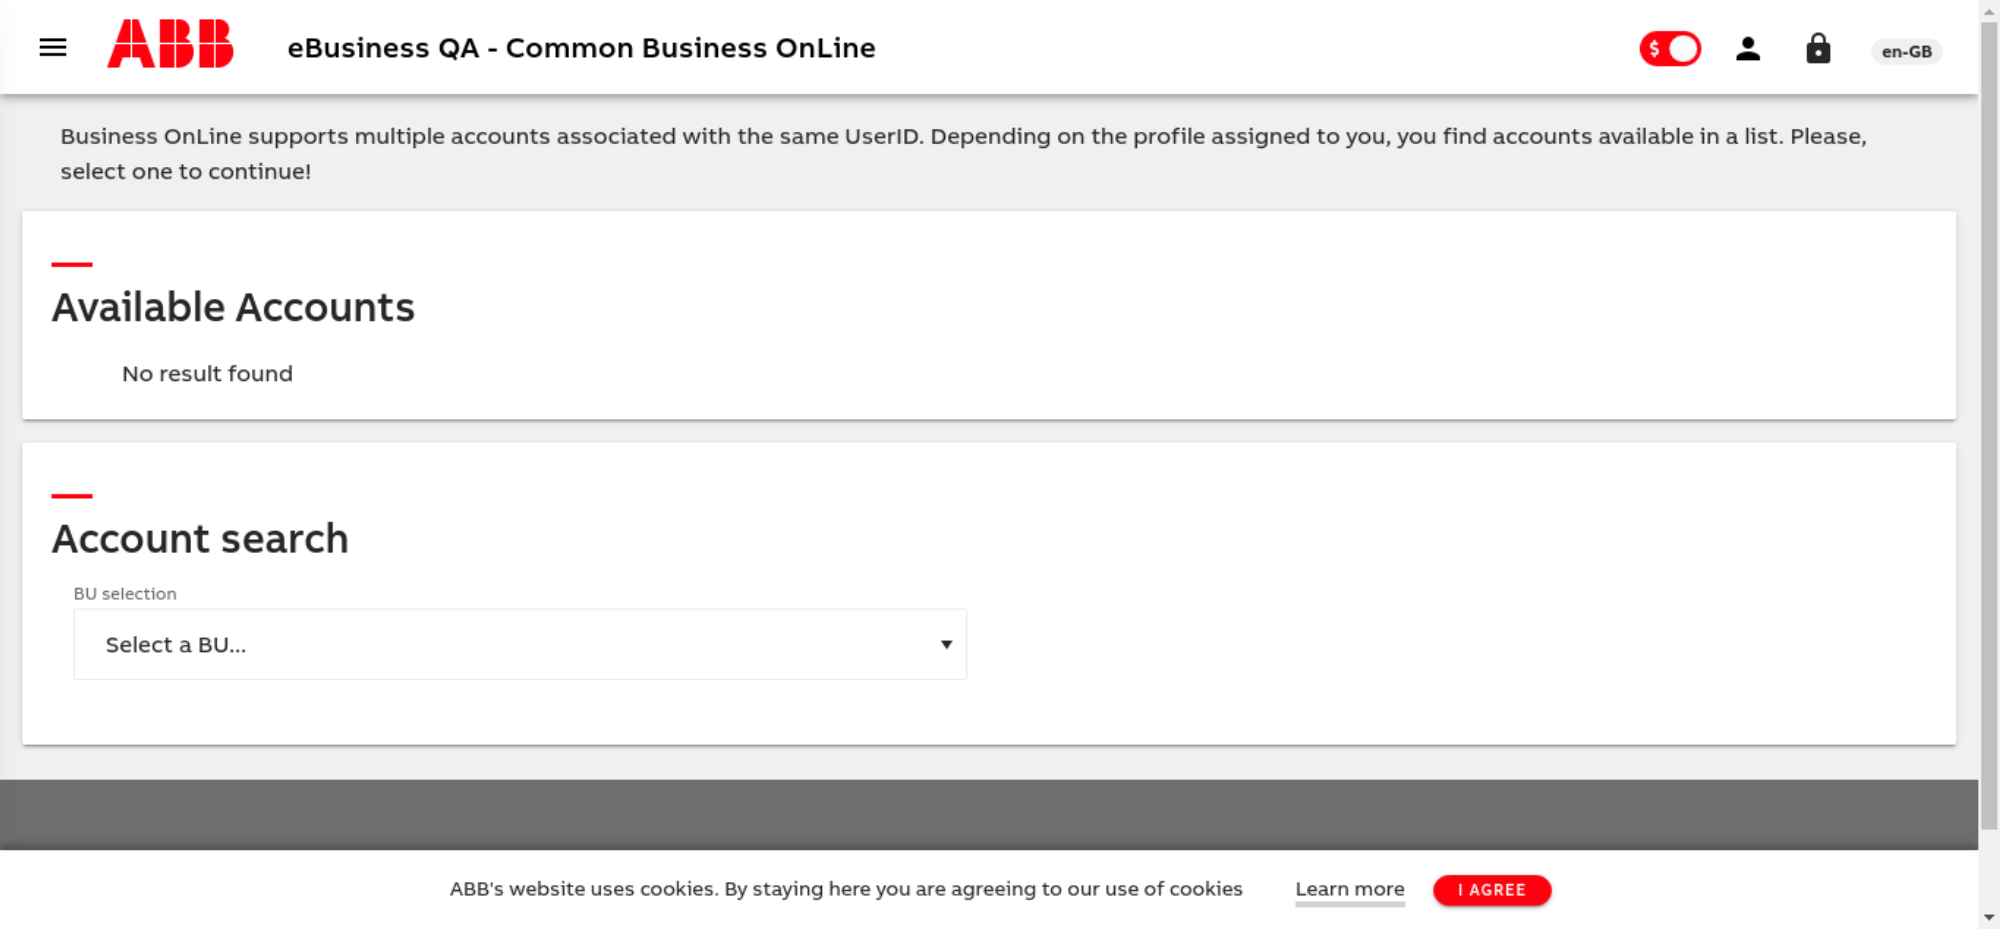 ABB
eBusiness QA - Common Business OnLine
$
en-GB
Business OnLine supports multiple accounts associated with the same UserID. Depending on the profile assigned to you, you find accounts available in a list. Please,
select one to continue!
Available Accounts
No result found
Account search
BU selection
Select a BU...
ABB's website uses cookies. By staying here you are agreeing to our use of cookies
Learn more
I AGREE